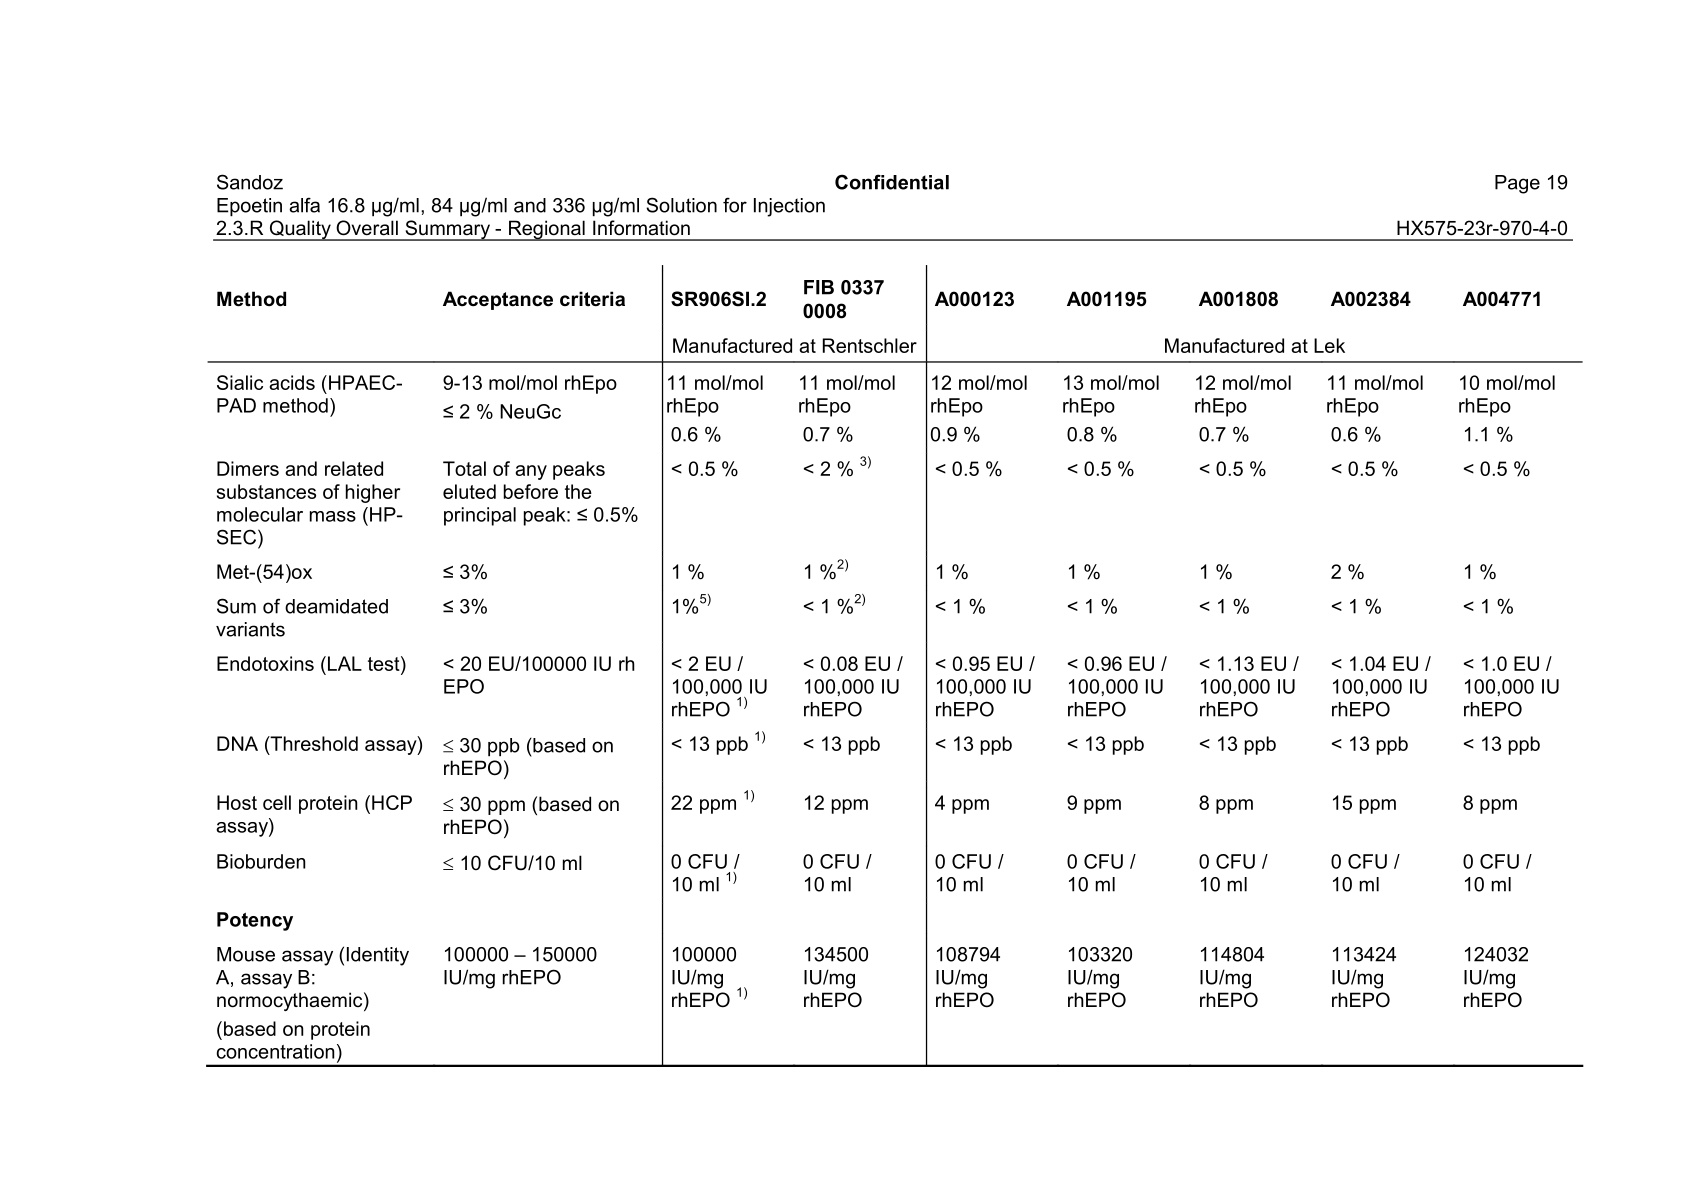 Sandoz Confidential Page 19
Epoetin alfa 16.8 µg/ml, 84 µg/ml and 336 µg/ml Solution for Injection
2.3.R Quality Overall Summary - Regional Information HX575-23r-970-4-0
Method Acceptance criteria SR906SI.2 FIB 0337 0008 A000123 A001195 A001808 A002384 A004771
Manufactured at Rentschler Manufactured at Lek
Sialic acids (HPAEC- 9-13 mol/mol rhEpo 11 mol/mol 11 mol/mol 12 mol/mol 13 mol/mol 12 mol/mol 11 mol/mol 10 mol/mol
PAD method) ≤ 2 % NeuGc rhEpo rhEpo rhEpo rhEpo rhEpo rhEpo rhEpo
0.6 % 0.7 % 0.9 % 0.8 % 0.7 % 0.6 % 1.1 %
Dimers and related Total of any peaks < 0.5 % < 2 % 3) < 0.5 % < 0.5 % < 0.5 % < 0.5 % < 0.5 %
substances of higher eluted before the
molecular mass (HP- principal peak: ≤ 0.5%
SEC)
Met-(54)ox ≤ 3% 1 % 1 %2) 1 % 1 % 1 % 2 % 1 %
Sum of deamidated ≤ 3% 1%5) < 1 %2) < 1 % < 1 % < 1 % < 1 % < 1 %
variants
Endotoxins (LAL test) < 20 EU/100000 IU rh < 2 EU / < 0.08 EU / < 0.95 EU / < 0.96 EU / < 1.13 EU / < 1.04 EU / < 1.0 EU /
EPO 100,000 IU 100,000 IU 100,000 IU 100,000 IU 100,000 IU 100,000 IU 100,000 IU
rhEPO 1) rhEPO rhEPO rhEPO rhEPO rhEPO rhEPO
DNA (Threshold assay) ≤ 30 ppb (based on < 13 ppb 1) < 13 ppb < 13 ppb < 13 ppb < 13 ppb < 13 ppb < 13 ppb
rhEPO)
Host cell protein (HCP ≤ 30 ppm (based on 22 ppm 1) 12 ppm 4 ppm 9 ppm 8 ppm 15 ppm 8 ppm
assay) rhEPO)
Bioburden ≤ 10 CFU/10 ml 0 CFU / 0 CFU / 0 CFU / 0 CFU / 0 CFU / 0 CFU / 0 CFU /
10 ml 1) 10 ml 10 ml 10 ml 10 ml 10 ml 10 ml
Potency
Mouse assay (Identity 100000 – 150000 100000 134500 108794 103320 114804 113424 124032
A, assay B: IU/mg rhEPO IU/mg IU/mg IU/mg IU/mg IU/mg IU/mg IU/mg
normocythaemic) rhEPO 1) rhEPO rhEPO rhEPO rhEPO rhEPO rhEPO
(based on protein
concentration)